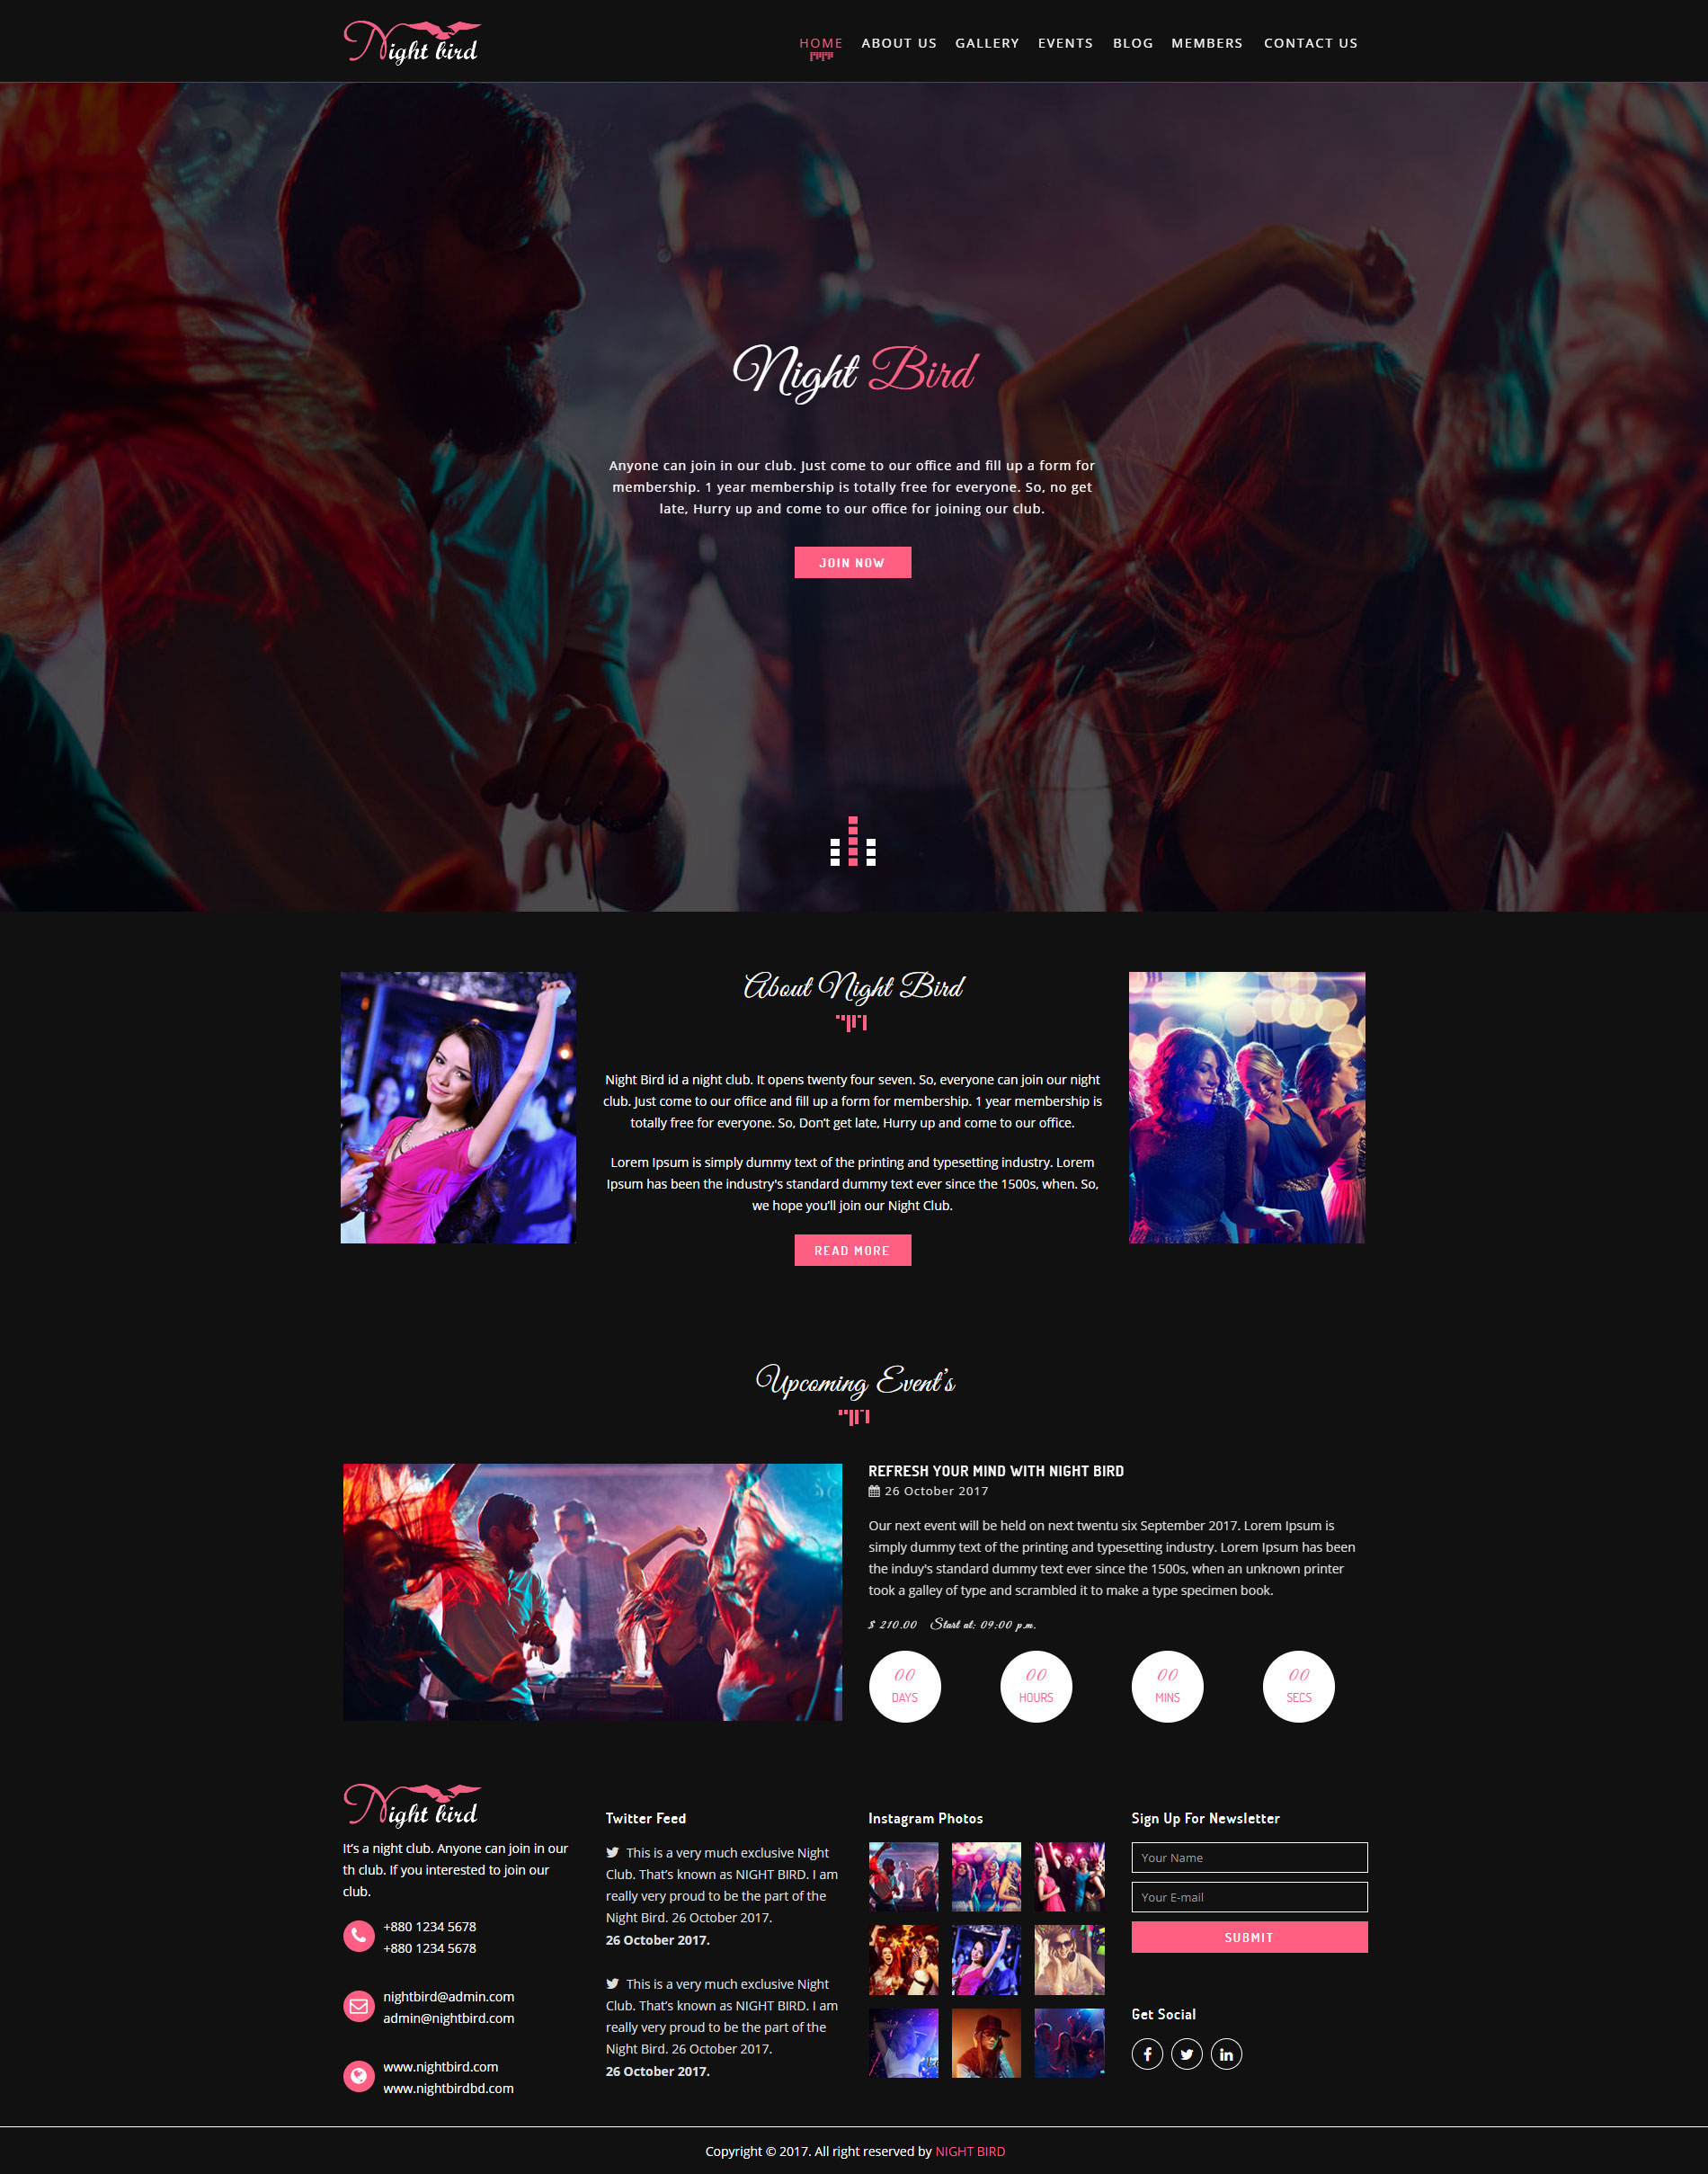 Night bird
HOME ABOUT US GALLERY EVENTS BLOG MEMBERS CONTACT US
Night Bird
Anyone can join in our club. Just come to our office and fill up a form for
membership. 1 year membership is totally free for everyone. So, no get
late, Hurry up and come to our office for joining our club.
JOIN NOW
About Night Bird
Night Bird id a night club. It opens twenty four seven. So, everyone can join our night
club. Just come to our office and fill up a form for membership. 1 year membership is
totally free for everyone. So, Don't get late, Hurry up and come to our office.
Lorem Ipsum is simply dummy text of the printing and typesetting industry. Lorem
Ipsum has been the industry's standard dummy text ever since the 1500s, when. So,
we hope you'll join our Night Club.
READ MORE
Upcoming Event's
REFRESH YOUR MIND WITH NIGHT BIRD
26 October 2017
Our next event will be held on next twentu six September 2017. Lorem Ipsum is
simply dummy text of the printing and typesetting industry. Lorem Ipsum has been
the induy's standard dummy text ever since the 1500s, when an unknown printer
took a galley of type and scrambled it to make a type specimen book.
$ 210.00 Start at: 09:00 p.m.
00 00 00 00
DAYS HOURS MINS SECS
Night bird
It's a night club. Anyone can join in our
th club. If you interested to join our
club.
+880 1234 5678
+880 1234 5678
nightbird@admin.com
admin@nightbird.com
www.nightbird.com
www.nightbirdbd.com
Twitter Feed
This is a very much exclusive Night
Club. That's known as NIGHT BIRD. I am
really very proud to be the part of the
Night Bird. 26 October 2017.
26 October 2017.
This is a very much exclusive Night
Club. That's known as NIGHT BIRD. I am
really very proud to be the part of the
Night Bird. 26 October 2017.
26 October 2017.
Instagram Photos
Sign Up For Newsletter
Your Name
Your E-mail
SUBMIT
Get Social
Copyright © 2017. All right reserved by NIGHT BIRD